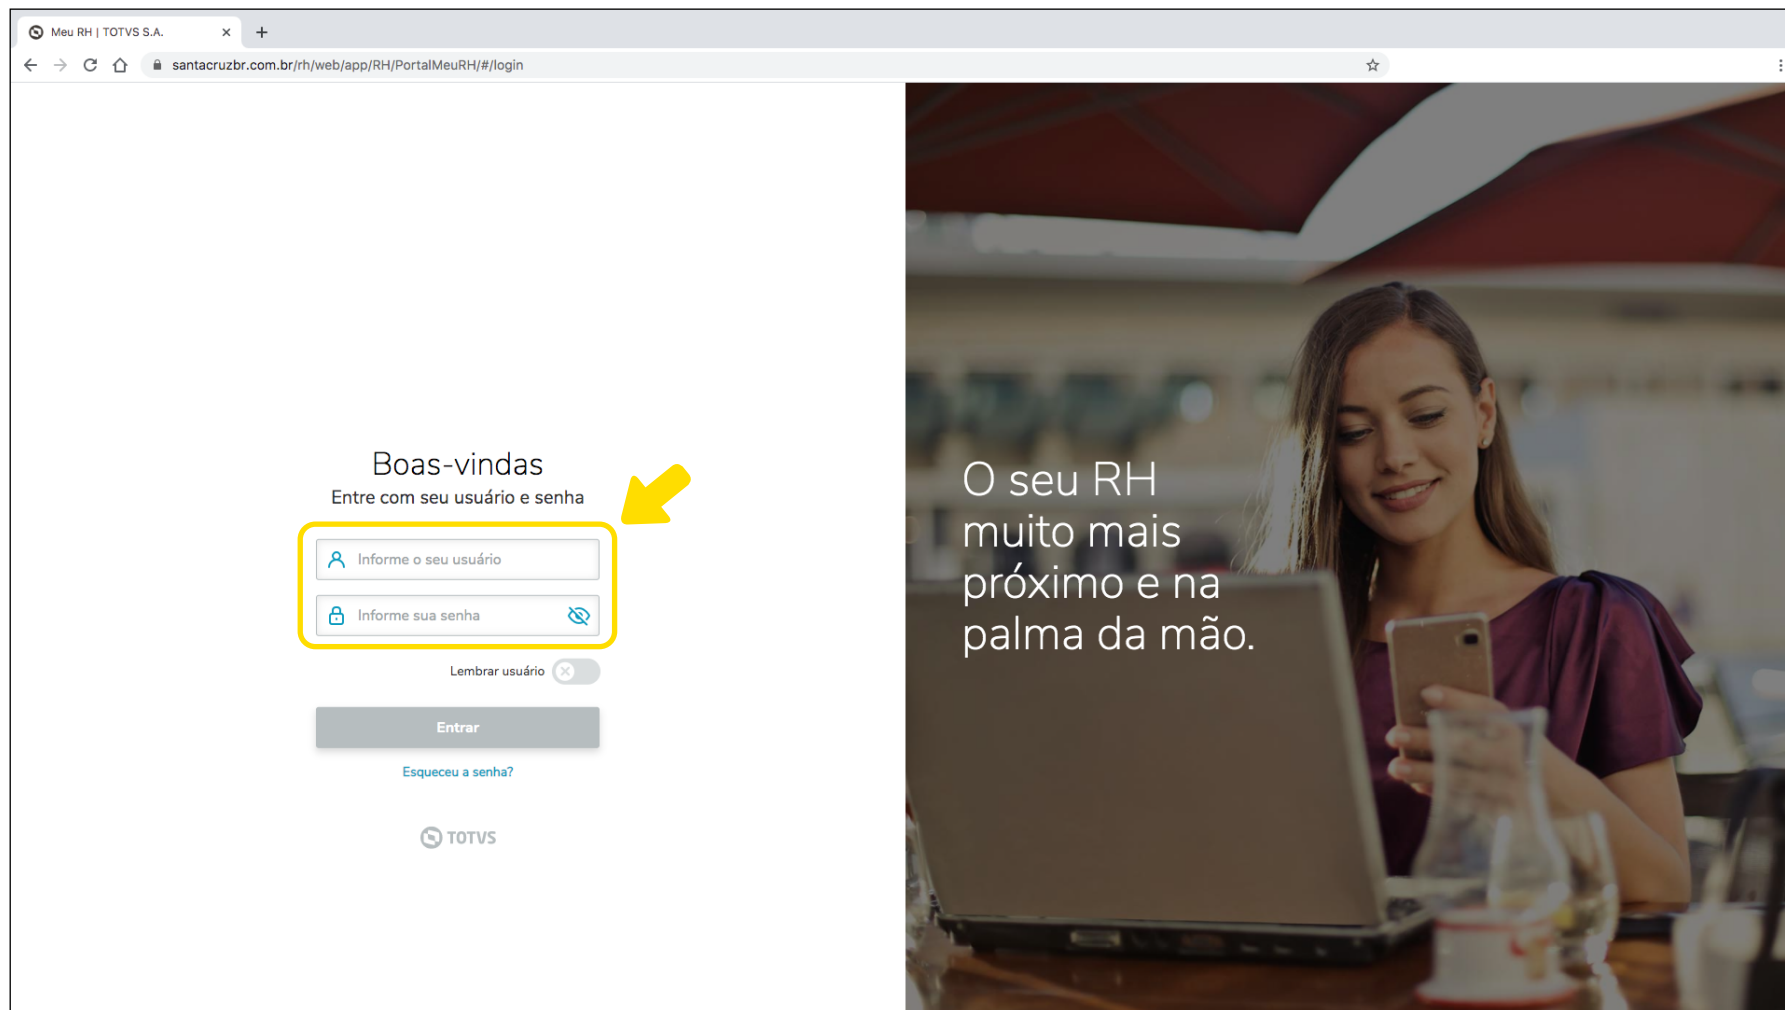 Meu RH | TOTVS S.A.
santacruzbr.com.br/rh/web/app/RH/PortalMeuRH/#/login
Boas-vindas
Entre com seu usuário e senha
Informe o seu usuário
Informe sua senha
Lembrar usuário
Entrar
Esqueceu a senha?
TOTVS
O seu RH
muito mais
próximo e na
palma da mão.